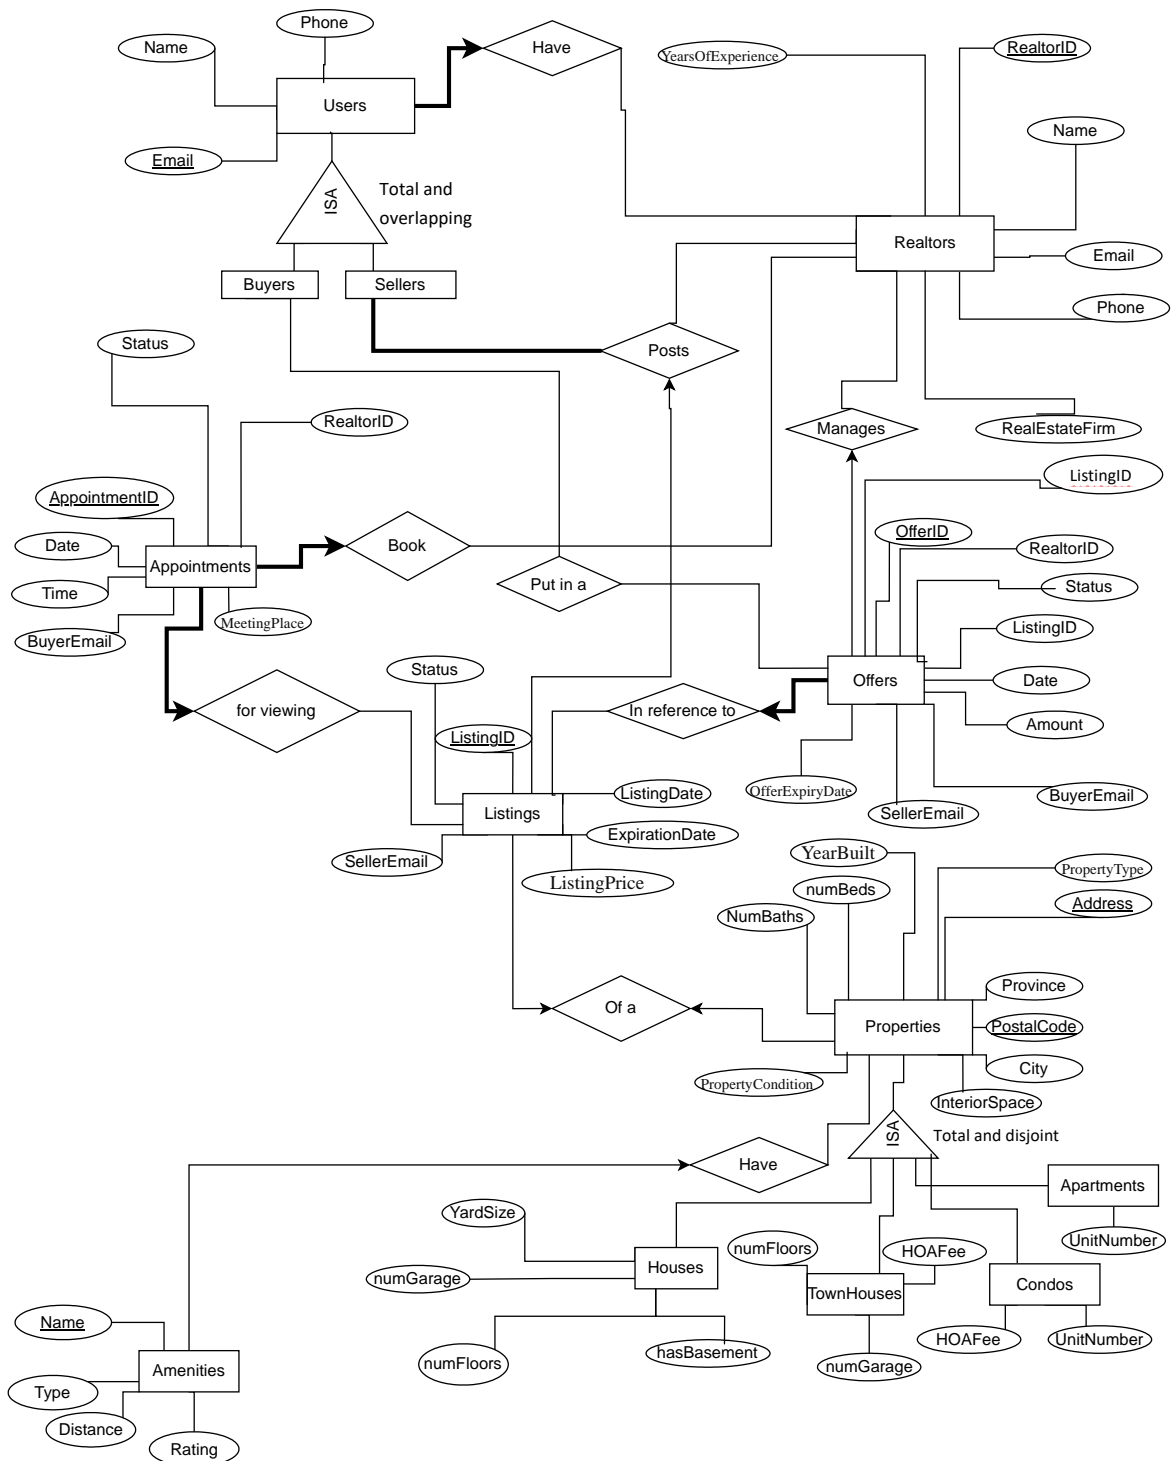 Phone
Name
Have
YearsOfExperience
RealtorID
Users
Email
Name
ISA
Total and
overlapping
Realtors
Email
Buyers
Sellers
Phone
Status
Posts
RealtorID
Manages
RealEstateFirm
ListingID
AppointmentID
OfferID
Date
Book
RealtorID
Appointments
Put in a
Status
Time
MeetingPlace
BuyerEmail
ListingID
Status
Offers
Date
for viewing
In reference to
ListingID
Amount
OfferExpiryDate
ListingDate
BuyerEmail
Listings
SellerEmail
ExpirationDate
SellerEmail
YearBuilt
ListingPrice
PropertyType
numBeds
Address
NumBaths
Province
Of a
Properties
PostalCode
City
PropertyCondition
InteriorSpace
ISA
Total and disjoint
Have
Apartments
YardSize
UnitNumber
numFloors
HOAFee
Houses
numGarage
TownHouses
Condos
Name
HOAFee
UnitNumber
hasBasement
numFloors
numGarage
Amenities
Type
Distance
Rating